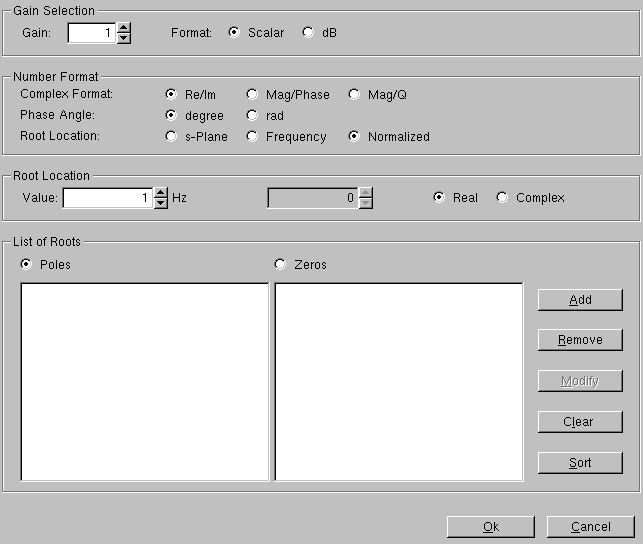 Gain Selection
Gain: 1 Format: Scalar dB
Number Format
Complex Format: Re/Im Mag/Phase Mag/Q
Phase Angle: degree rad
Root Location: s-Plane Frequency Normalized
Root Location
Value: 1 Hz 0 Real Complex
List of Roots
Poles Zeros
Add
Remove
Modify
Clear
Sort
Ok Cancel